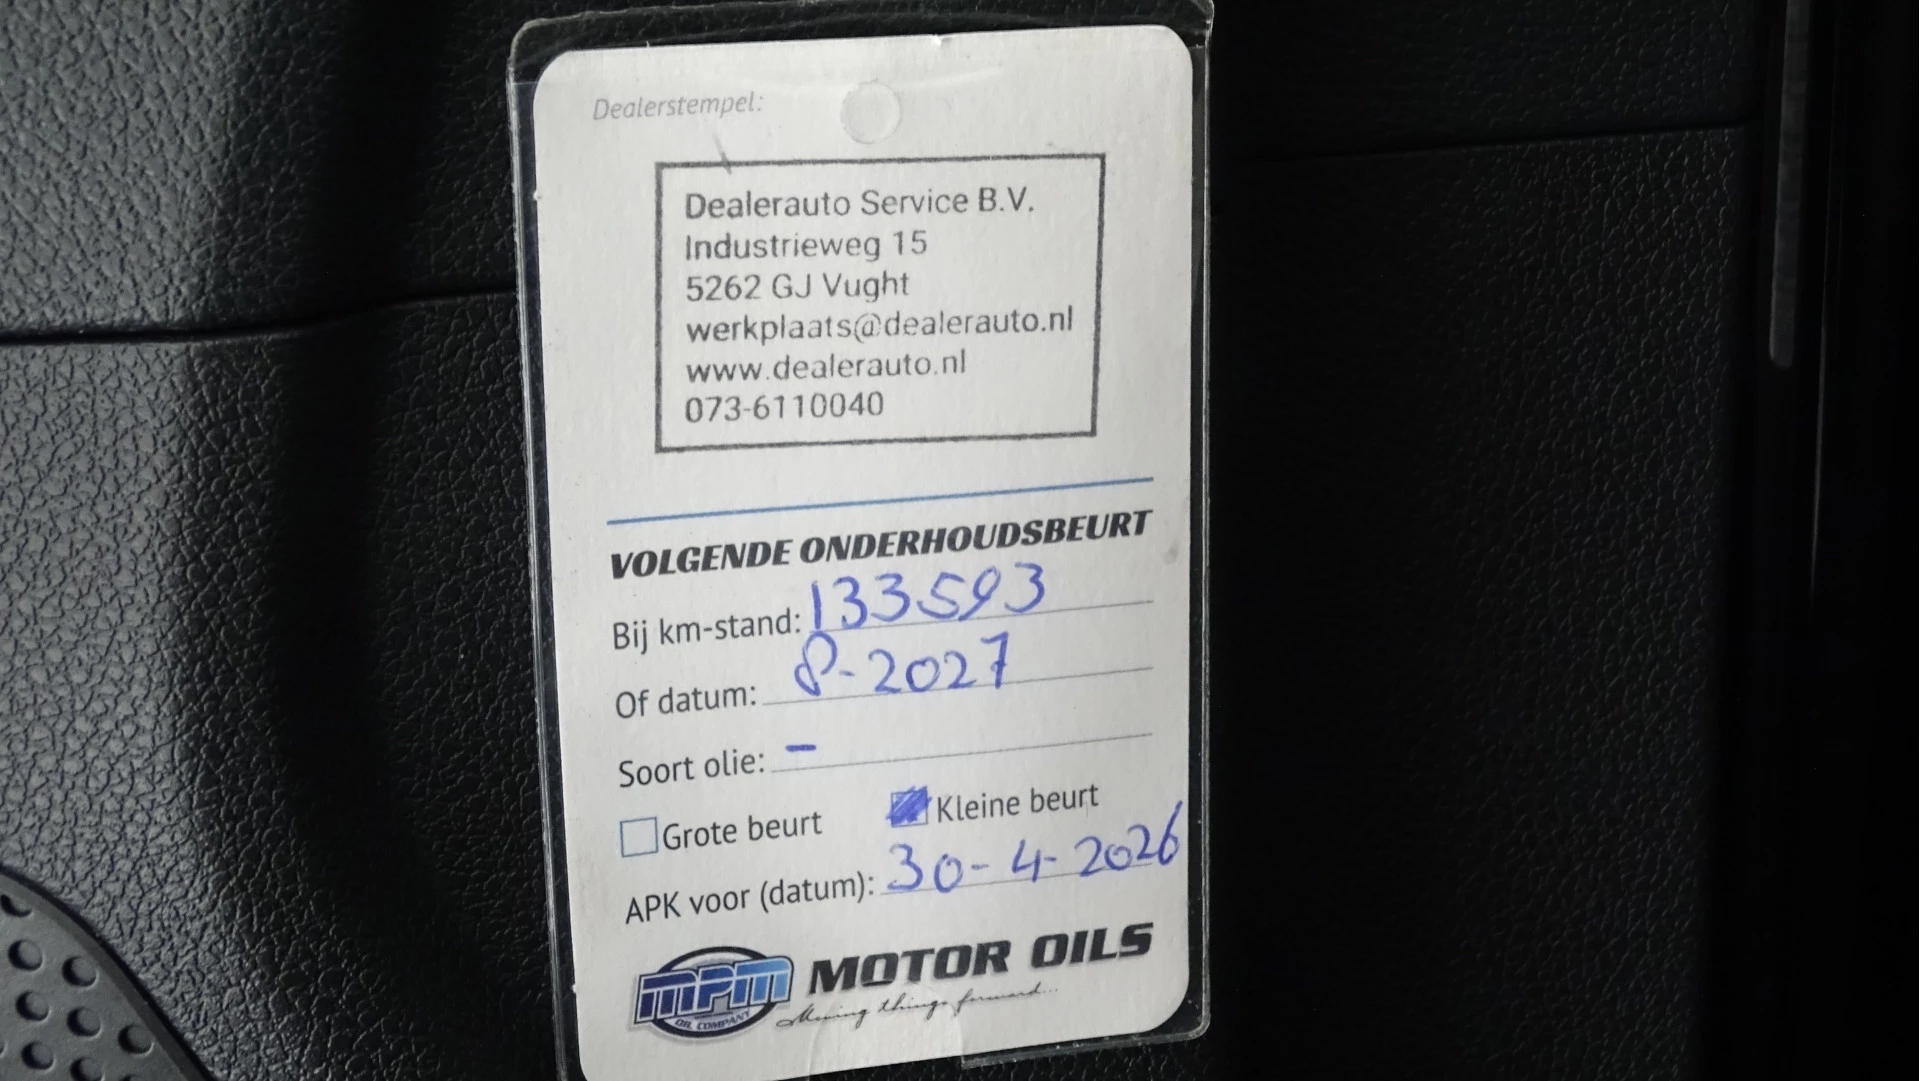 Dealerstempel:
Dealerauto Service B.V.
Industrieweg 15
5262 GJ Vught
werkplaats@dealerauto.nl
www.dealerauto.nl
073-6110040
VOLGENDE ONDERHOUDSBEURT
Bij km-stand: 133593
Of datum: 8-2027
Soort olie: -
Grote beurt Kleine beurt
APK voor (datum): 30-4-2026
MPM OIL COMPANY MOTOR OILS
Moving things forward...